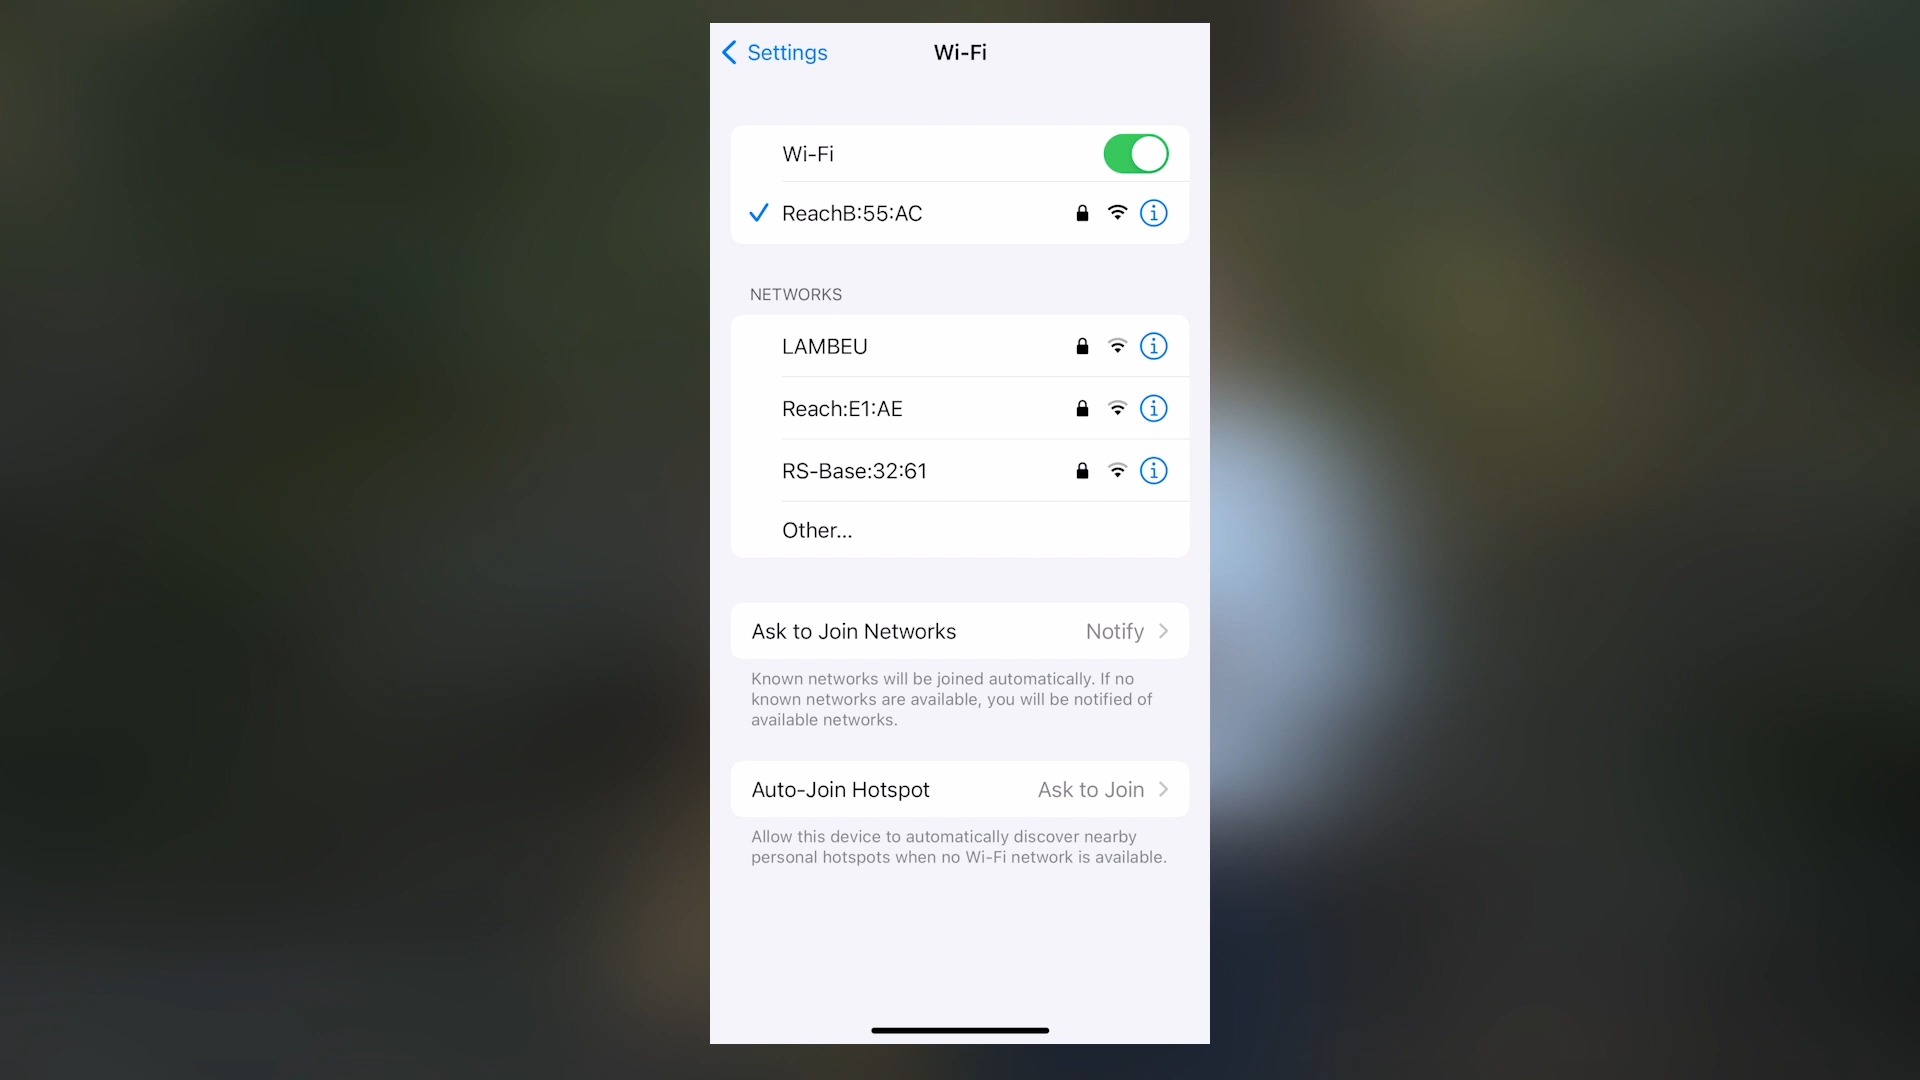 Settings
Wi-Fi
Wi-Fi
ReachB:55:AC
NETWORKS
LAMBEU
Reach:E1:AE
RS-Base:32:61
Other...
Ask to Join Networks Notify
Known networks will be joined automatically. If no
known networks are available, you will be notified of
available networks.
Auto-Join Hotspot Ask to Join
Allow this device to automatically discover nearby
personal hotspots when no Wi-Fi network is available.